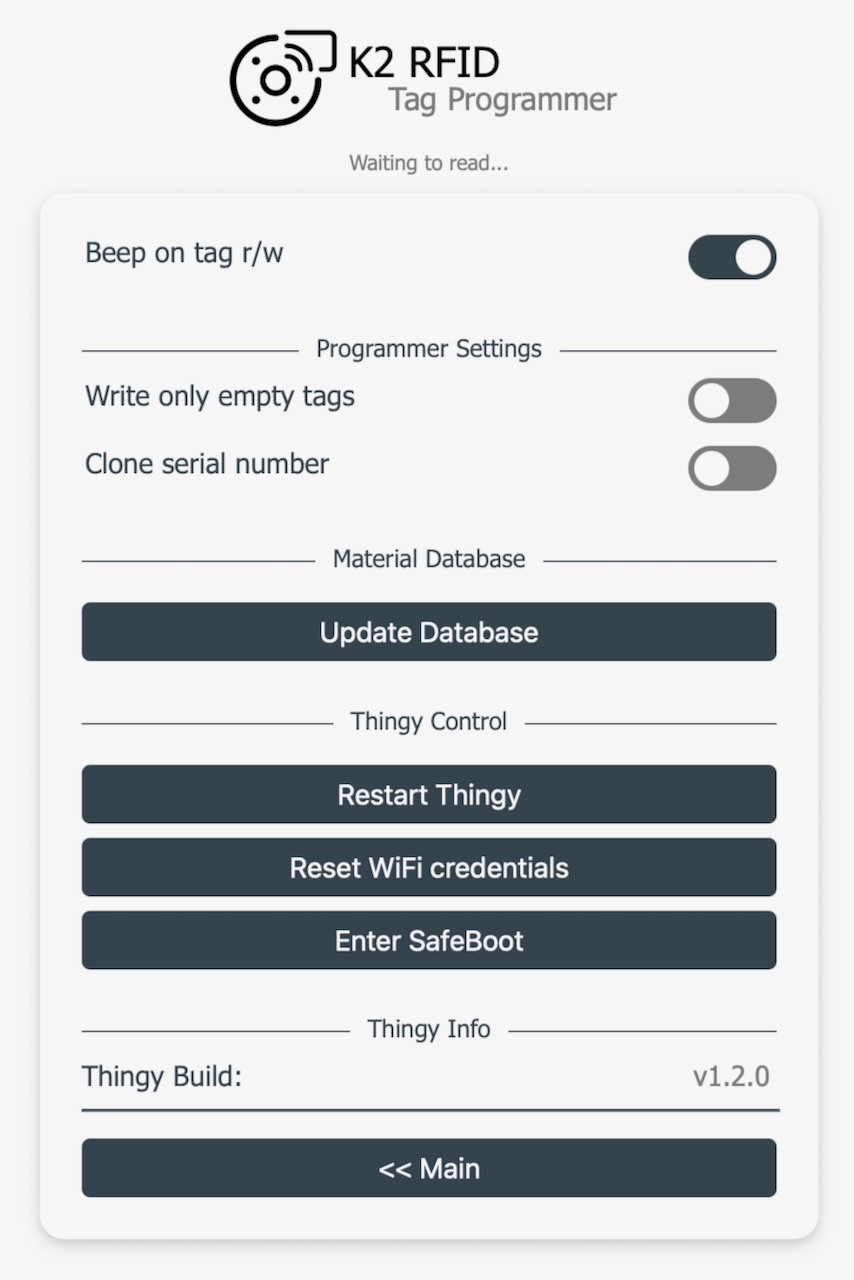 K2 RFID
Tag Programmer
Waiting to read...
Beep on tag r/w
Programmer Settings
Write only empty tags
Clone serial number
Material Database
Update Database
Thingy Control
Restart Thingy
Reset WiFi credentials
Enter SafeBoot
Thingy Info
Thingy Build: v1.2.0
<< Main